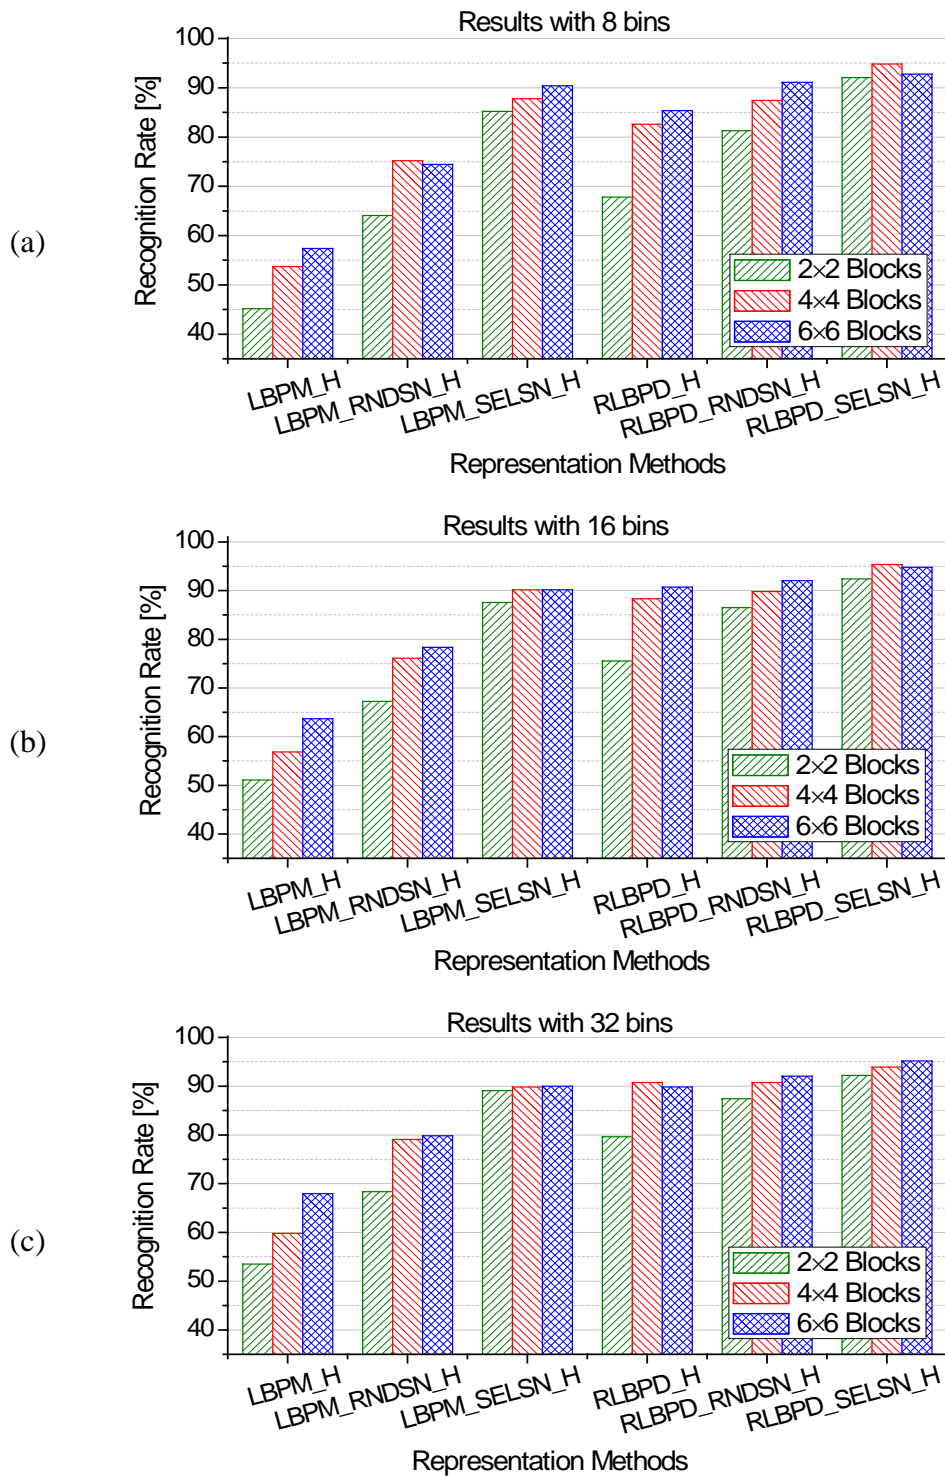 Results with 8 bins
Recognition Rate [%]
100
90
80
70
60
50
40
(a)
2×2 Blocks
4×4 Blocks
6×6 Blocks
LBPM_H
LBPM_RNDSN_H
LBPM_SELSN_H
RLBPD_H
RLBPD_RNDSN_H
RLBPD_SELSN_H
Representation Methods
Results with 16 bins
Recognition Rate [%]
100
90
80
70
60
50
40
(b)
2×2 Blocks
4×4 Blocks
6×6 Blocks
LBPM_H
LBPM_RNDSN_H
LBPM_SELSN_H
RLBPD_H
RLBPD_RNDSN_H
RLBPD_SELSN_H
Representation Methods
Results with 32 bins
Recognition Rate [%]
100
90
80
70
60
50
40
(c)
2×2 Blocks
4×4 Blocks
6×6 Blocks
LBPM_H
LBPM_RNDSN_H
LBPM_SELSN_H
RLBPD_H
RLBPD_RNDSN_H
RLBPD_SELSN_H
Representation Methods